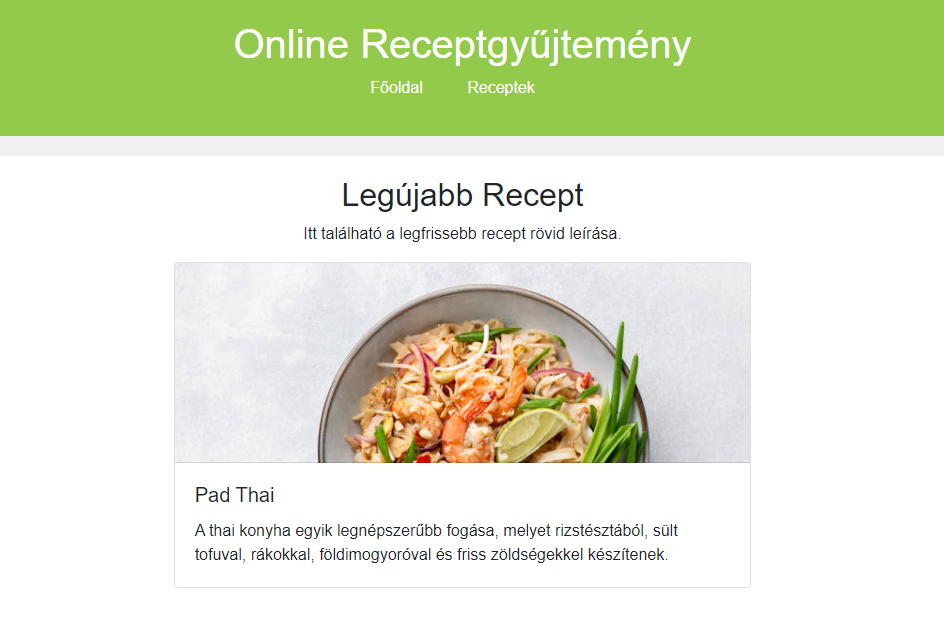 Online Receptgyűjtemény
Főoldal Receptek
Legújabb Recept
Itt található a legfrissebb recept rövid leírása.
Pad Thai
A thai konyha egyik legnépszerűbb fogása, melyet rizstésztából, sült
tofuval, rákokkal, földimogyoróval és friss zöldségekkel készítenek.